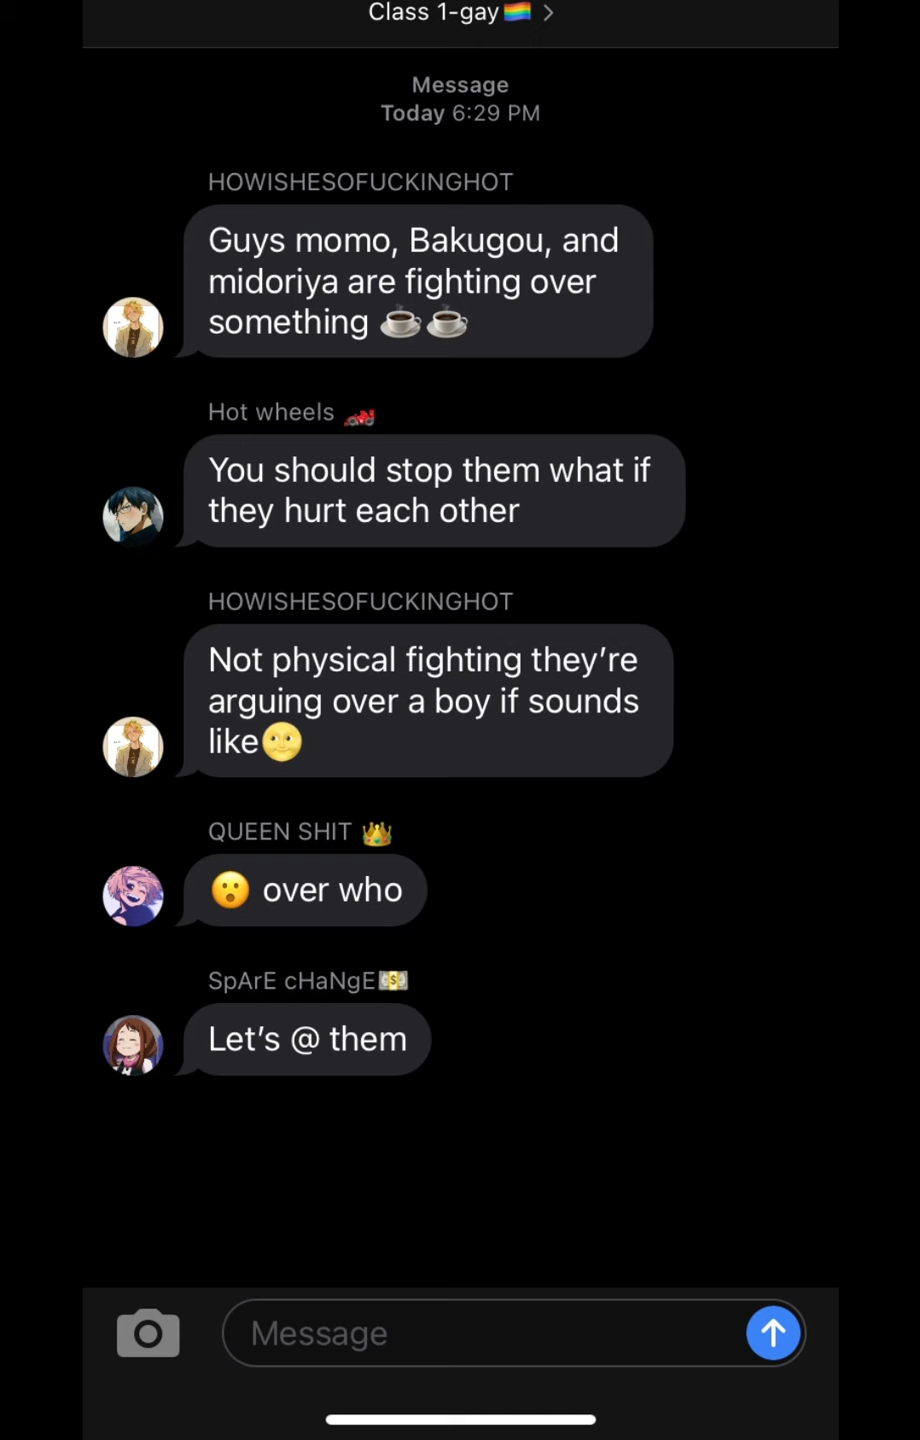 Class 1-gay🏳️‍🌈 >
Message
Today 6:29 PM
HOWISHESOFUCKINGHOT
Guys momo, Bakugou, and
midoriya are fighting over
something ☕☕
Hot wheels 🏎️
You should stop them what if
they hurt each other
HOWISHESOFUCKINGHOT
Not physical fighting they’re
arguing over a boy if sounds
like🌝
QUEEN SHIT 👑
😮 over who
SpArE cHaNgE💵
Let’s @ them
Message